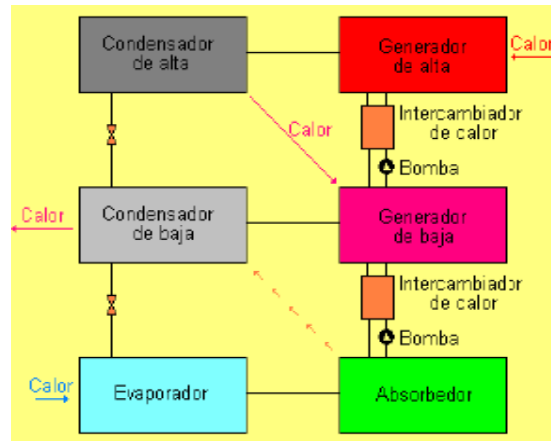 Condensador
de alta
Generador
de alta
Calor
Calor
Intercambiador
de calor
Bomba
Calor
Condensador
de baja
Generador
de baja
Intercambiador
de calor
Bomba
Calor
Evaporador
Absorbedor